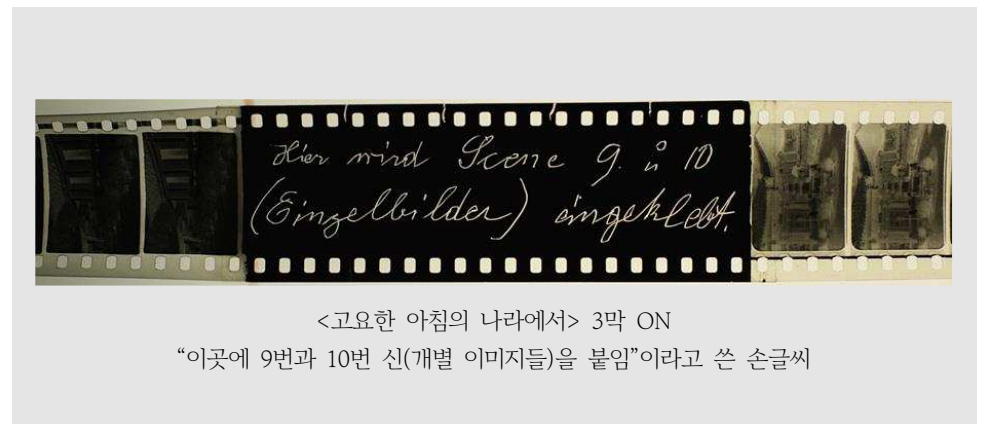 Hier wird Scene 9. u 10
(Einzelbilder) eingeklebt.
<고요한 아침의 나라에서> 3막 ON
“이곳에 9번과 10번 신(개별 이미지들)을 붙임”이라고 쓴 손글씨